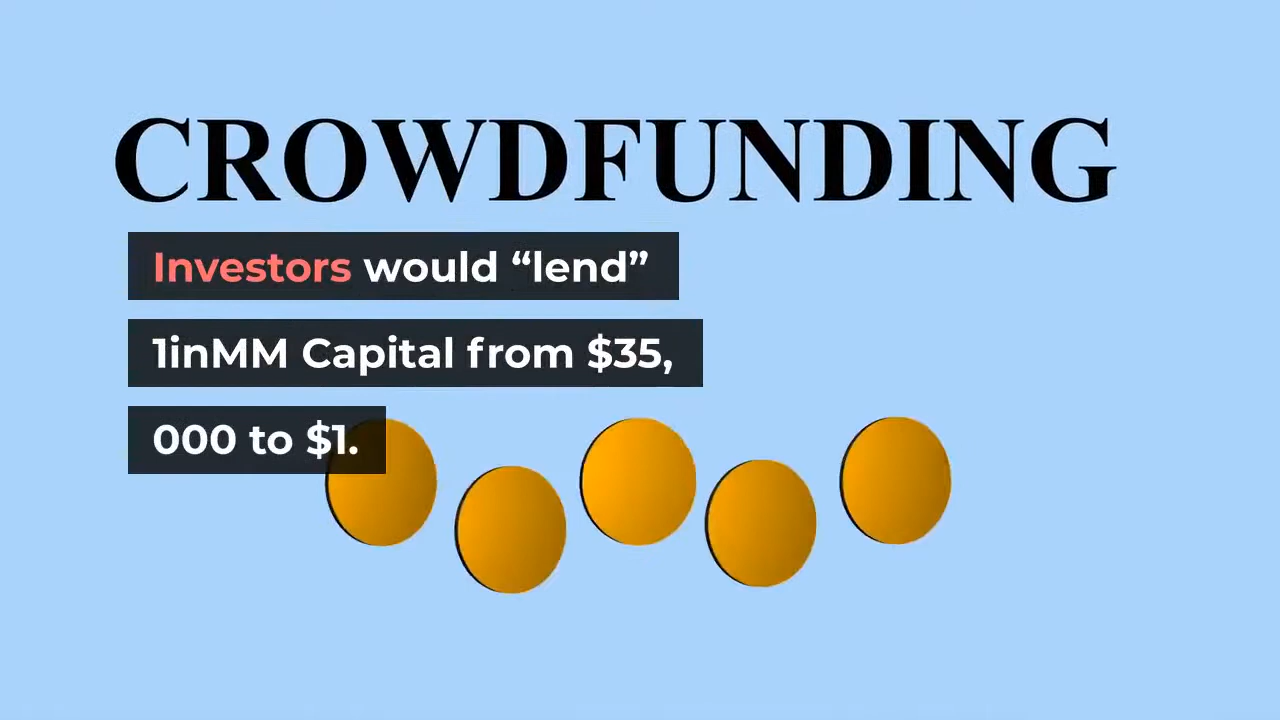 CROWDFUNDING
Investors would “lend”
1inMM Capital from $35,
000 to $1.